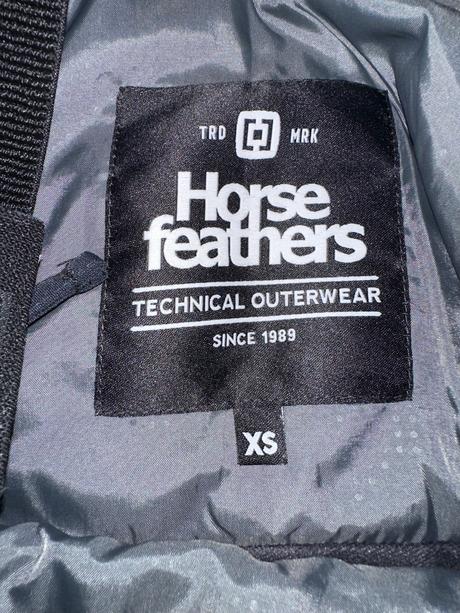 TRD MRK
Horse
feathers
TECHNICAL OUTERWEAR
SINCE 1989
XS